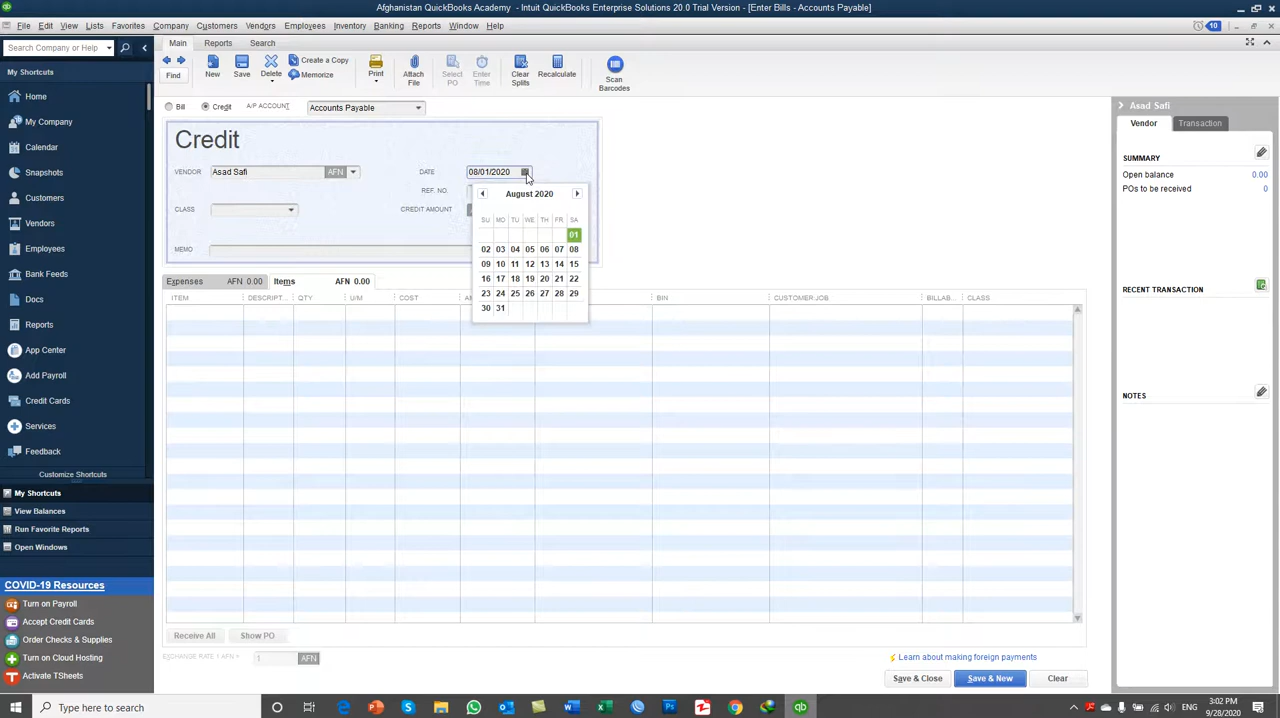 Afghanistan QuickBooks Academy - Intuit QuickBooks Enterprise Solutions 20.0 Trial Version - [Enter Bills - Accounts Payable]
File Edit View Lists Favorites Company Customers Vendors Employees Inventory Banking Reports Window Help 10
Search Company or Help
Main Reports Search
Find New Save Delete Create a Copy Memorize Print Attach File Select PO Enter Time Clear Splits Recalculate Scan Barcodes
My Shortcuts
Home
My Company
Calendar
Snapshots
Customers
Vendors
Employees
Bank Feeds
Docs
Reports
App Center
Add Payroll
Credit Cards
Services
Feedback
Customize Shortcuts
My Shortcuts
View Balances
Run Favorite Reports
Open Windows
COVID-19 Resources
Turn on Payroll
Accept Credit Cards
Order Checks & Supplies
Turn on Cloud Hosting
Activate TSheets
Bill Credit A/P ACCOUNT Accounts Payable
Credit
VENDOR Asad Safi AFN DATE 08/01/2020
REF. NO.
CLASS CREDIT AMOUNT
MEMO
August 2020
SU MO TU WE TH FR SA
01
02 03 04 05 06 07 08
09 10 11 12 13 14 15
16 17 18 19 20 21 22
23 24 25 26 27 28 29
30 31
Expenses AFN 0.00 Items AFN 0.00
ITEM DESCRIPT... QTY U/M COST BIN CUSTOMER:JOB BILLAB... CLASS
Receive All Show PO
EXCHANGE RATE 1 AFN = 1 AFN
Learn about making foreign payments
Save & Close Save & New Clear
Asad Safi
Vendor Transaction
SUMMARY
Open balance 0.00
POs to be received 0
RECENT TRANSACTION
NOTES
Type here to search
3:02 PM
9/28/2020